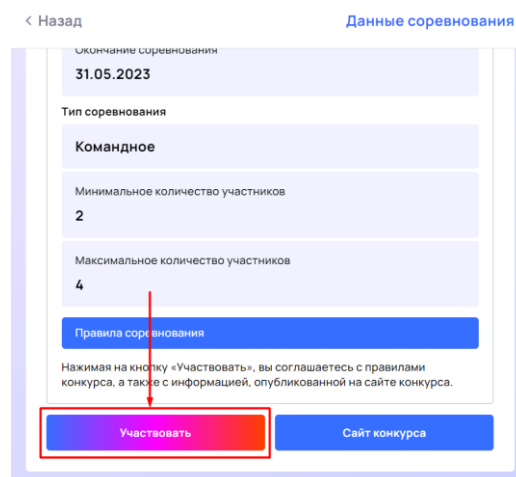 < Назад
Данные соревнования
Окончание соревнования
31.05.2023
Тип соревнования
Командное
Минимальное количество участников
2
Максимальное количество участников
4
Правила соревнования
Нажимая на кнопку «Участвовать», вы соглашаетесь с правилами
конкурса, а также с информацией, опубликованной на сайте конкурса.
Участвовать
Сайт конкурса